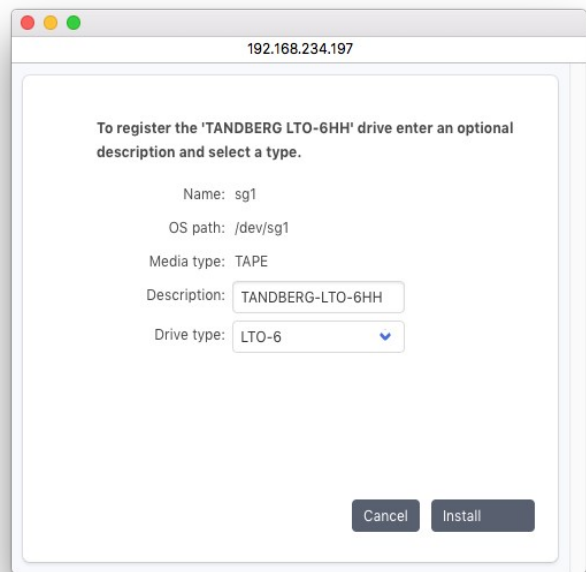 192.168.234.197
To register the 'TANDBERG LTO-6HH' drive enter an optional
description and select a type.
Name: sg1
OS path: /dev/sg1
Media type: TAPE
Description: TANDBERG-LTO-6HH
Drive type: LTO-6
Cancel Install